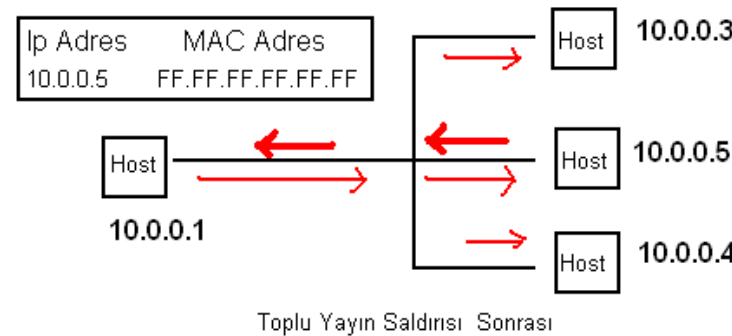 Ip Adres MAC Adres
10.0.0.5 FF.FF.FF.FF.FF.FF
Host 10.0.0.3
Host
10.0.0.1
Host 10.0.0.5
Host 10.0.0.4
Toplu Yayın Saldırısı Sonrası